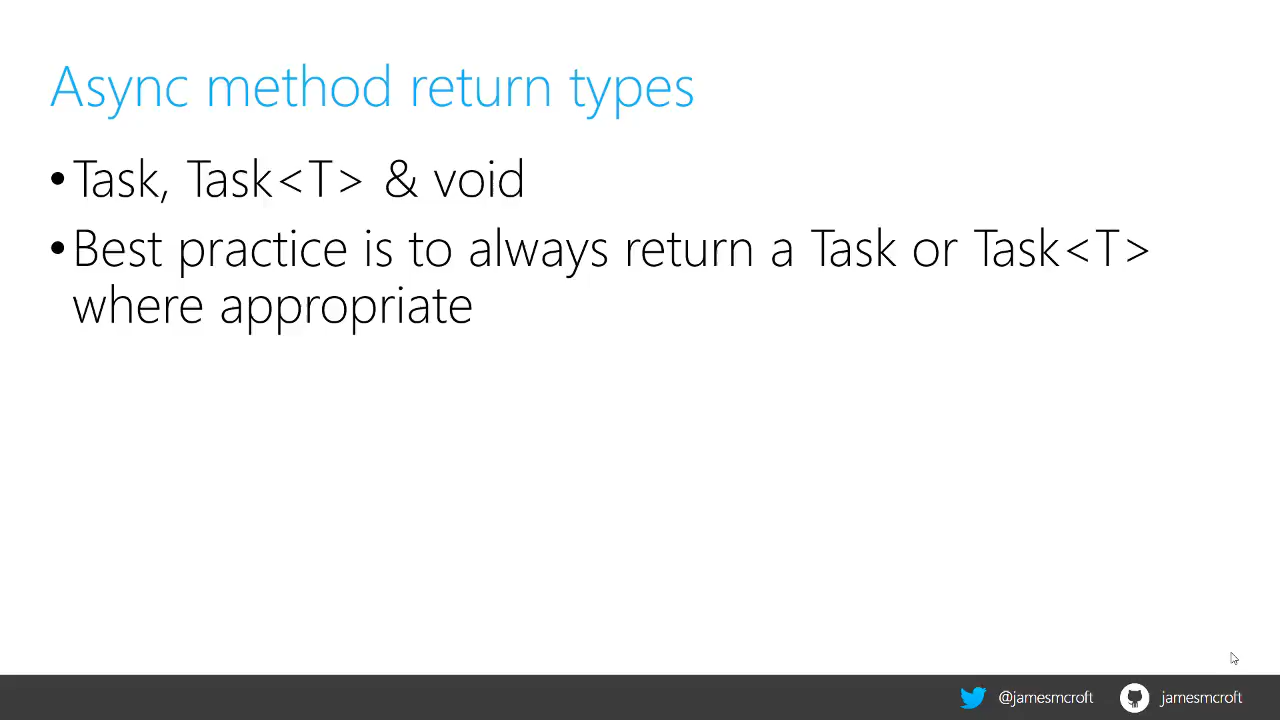 Async method return types
•Task, Task<T> & void
•Best practice is to always return a Task or Task<T>
where appropriate
@jamesmcroft jamesmcroft